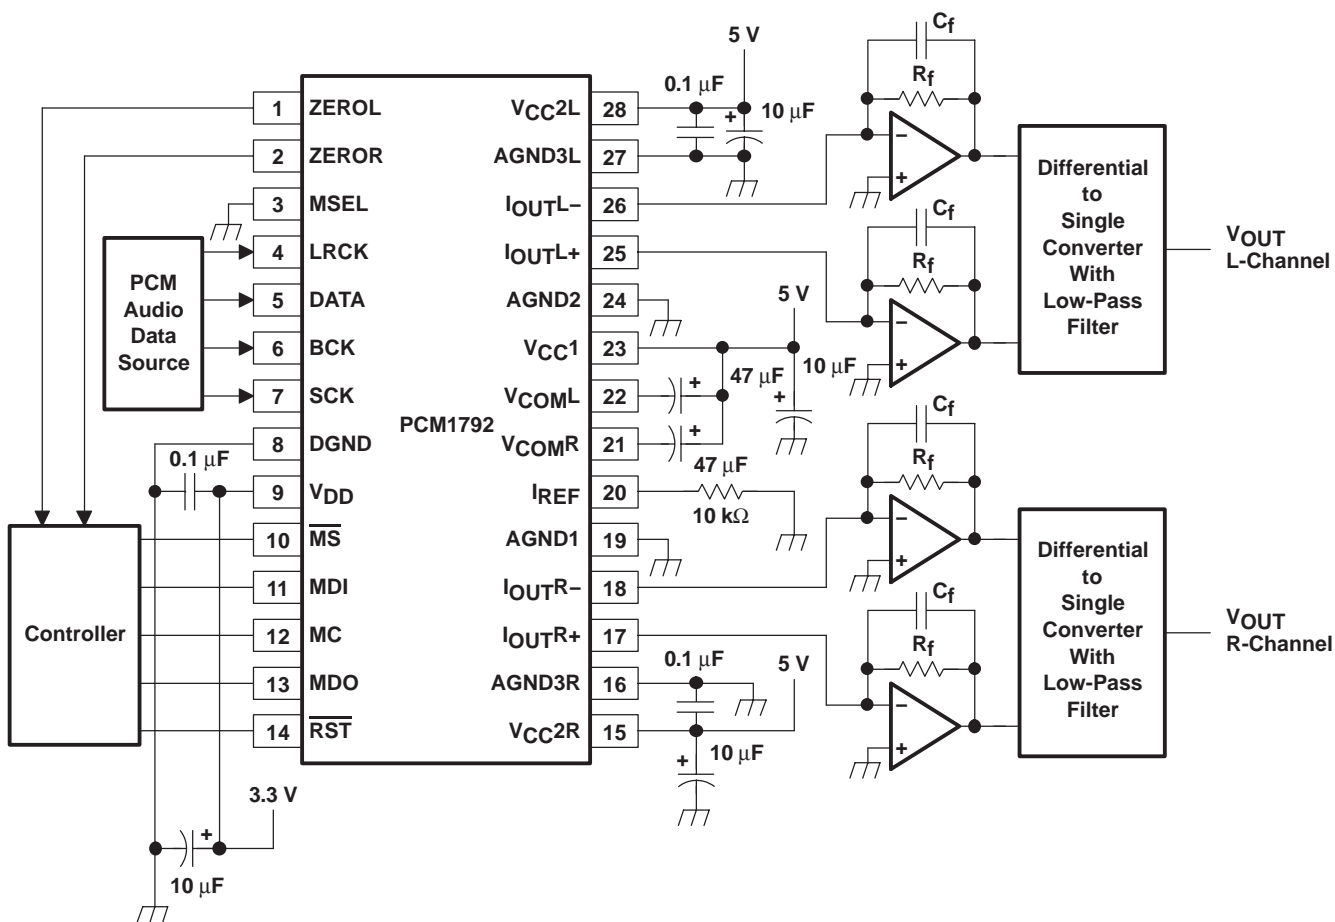 PCM1792
1 ZEROL
2 ZEROR
3 MSEL
4 LRCK
5 DATA
6 BCK
7 SCK
8 DGND
9 VDD
10 MS
11 MDI
12 MC
13 MDO
14 RST
VCC2L 28
AGND3L 27
IOUTL– 26
IOUTL+ 25
AGND2 24
VCC1 23
VCOML 22
VCOMR 21
IREF 20
AGND1 19
IOUTR– 18
IOUTR+ 17
AGND3R 16
VCC2R 15
PCM
Audio
Data
Source
0.1 μF
Controller
3.3 V
+
10 μF
5 V
0.1 μF
+
10 μF
5 V
47 μF
10 μF
+
+
+
47 μF
10 kΩ
0.1 μF
5 V
10 μF
+
Cf
Rf
–
+
Cf
Rf
–
+
Differential
to
Single
Converter
With
Low-Pass
Filter
VOUT
L-Channel
Cf
Rf
–
+
Cf
Rf
–
+
Differential
to
Single
Converter
With
Low-Pass
Filter
VOUT
R-Channel